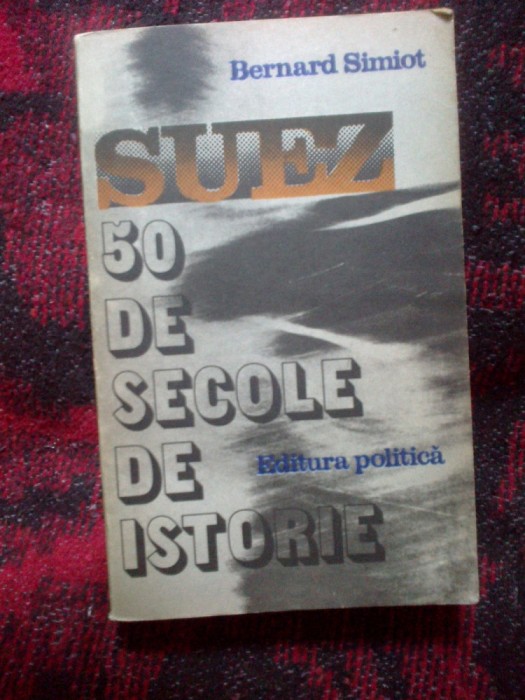 Bernard Simiot
SUEZ
50
DE
SECOLE
DE
Editura politică
ISTORIE